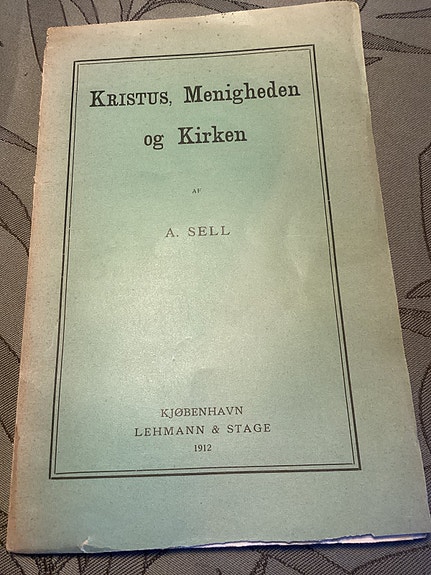 KRISTUS, Menigheden
og Kirken
AF
A. SELL
KJØBENHAVN
LEHMANN & STAGE
1912